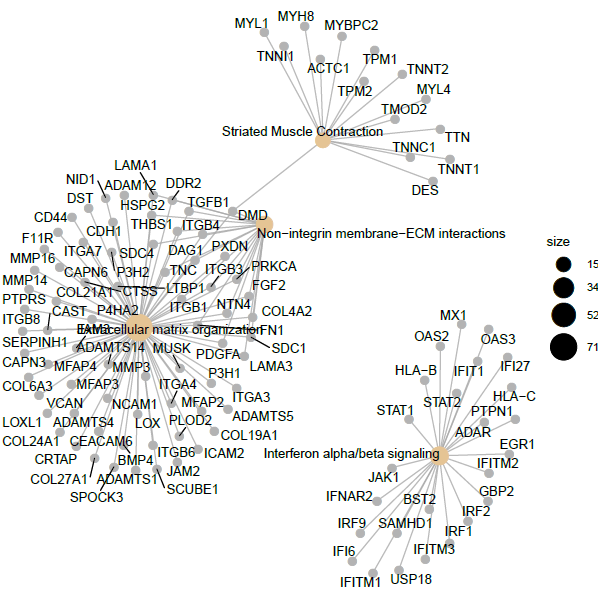 MYH8
MYL1
MYBPC2
TNNI1
TPM1
ACTC1
TNNT2
TPM2
MYL4
TMOD2
Striated Muscle Contraction
TTN
TNNC1
TNNT1
DES
LAMA1
NID1
ADAM12
DDR2
DST
HSPG2
TGFB1
CD44
THBS1
ITGB4
DMD
F11R
CDH1
Non−integrin membrane−ECM interactions
ITGA7
SDC4
DAG1
PXDN
MMP16
CAPN6
P3H2
TNC
ITGB3
PRKCA
MMP14
COL21A1
CTSS
LTBP1
FGF2
PTPRS
CAST
P4HA2
ITGB1
NTN4
COL4A2
ITGB8
JAM3
Extracellular matrix organization
FN1
SERPINH1
ADAMTS14
MUSK
PDGFA
SDC1
CAPN3
MFAP4
MMP3
P3H1
LAMA3
COL6A3
MFAP3
ITGA4
ITGA3
VCAN
NCAM1
MFAP2
ADAMTS5
LOXL1
ADAMTS4
LOX
PLOD2
COL24A1
CEACAM6
COL19A1
CRTAP
BMP4
ITGB6
ICAM2
COL27A1
ADAMTS1
JAM2
SPOCK3
SCUBE1
MX1
OAS2
OAS3
HLA−B
IFIT1
IFI27
STAT1
STAT2
HLA−C
PTPN1
ADAR
EGR1
Interferon alpha/beta signaling
IFITM2
JAK1
GBP2
IFNAR2
BST2
IRF2
IRF9
SAMHD1
IRF1
IFI6
IFITM3
IFITM1
USP18
size
15
34
52
71